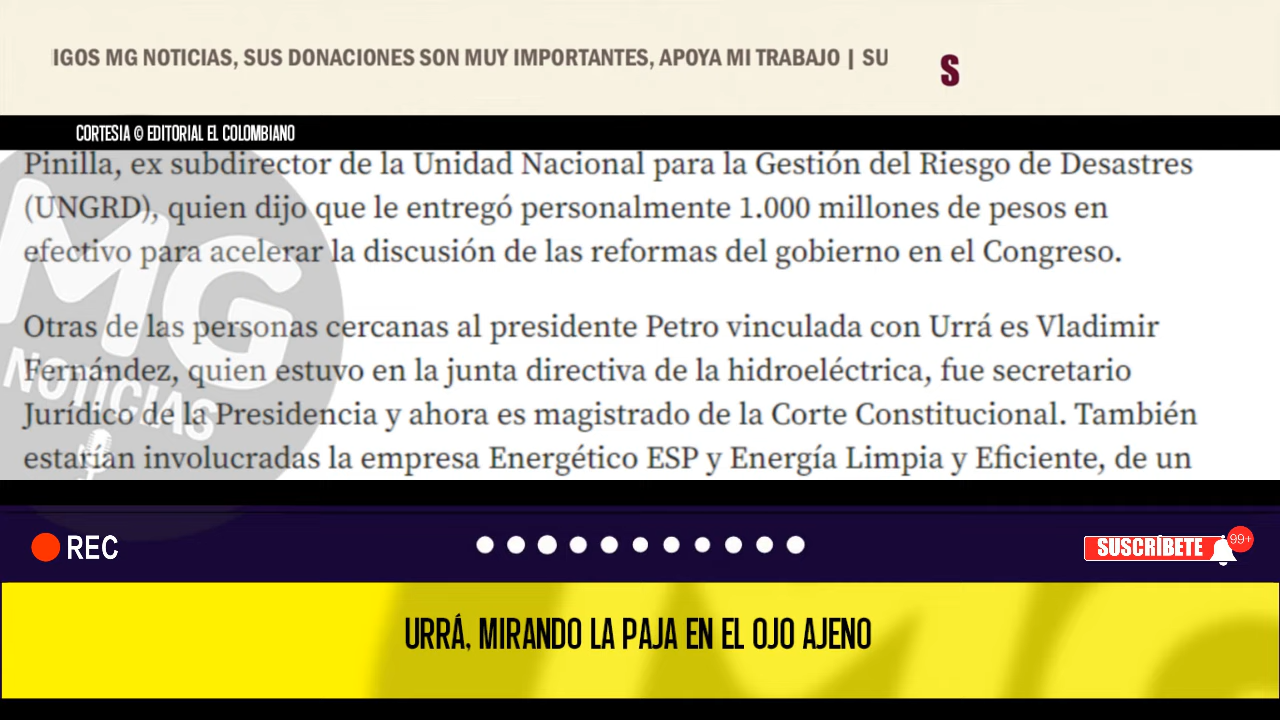 IGOS MG NOTICIAS, SUS DONACIONES SON MUY IMPORTANTES, APOYA MI TRABAJO | SU
S
CORTESIA © EDITORIAL EL COLOMBIANO
Pinilla, ex subdirector de la Unidad Nacional para la Gestión del Riesgo de Desastres
(UNGRD), quien dijo que le entregó personalmente 1.000 millones de pesos en
efectivo para acelerar la discusión de las reformas del gobierno en el Congreso.
Otras de las personas cercanas al presidente Petro vinculada con Urrá es Vladimir
Fernández, quien estuvo en la junta directiva de la hidroeléctrica, fue secretario
Jurídico de la Presidencia y ahora es magistrado de la Corte Constitucional. También
estarían involucradas la empresa Energético ESP y Energía Limpia y Eficiente, de un
MG
NOTICIAS
REC
SUSCRÍBETE
99+
URRÁ, MIRANDO LA PAJA EN EL OJO AJENO